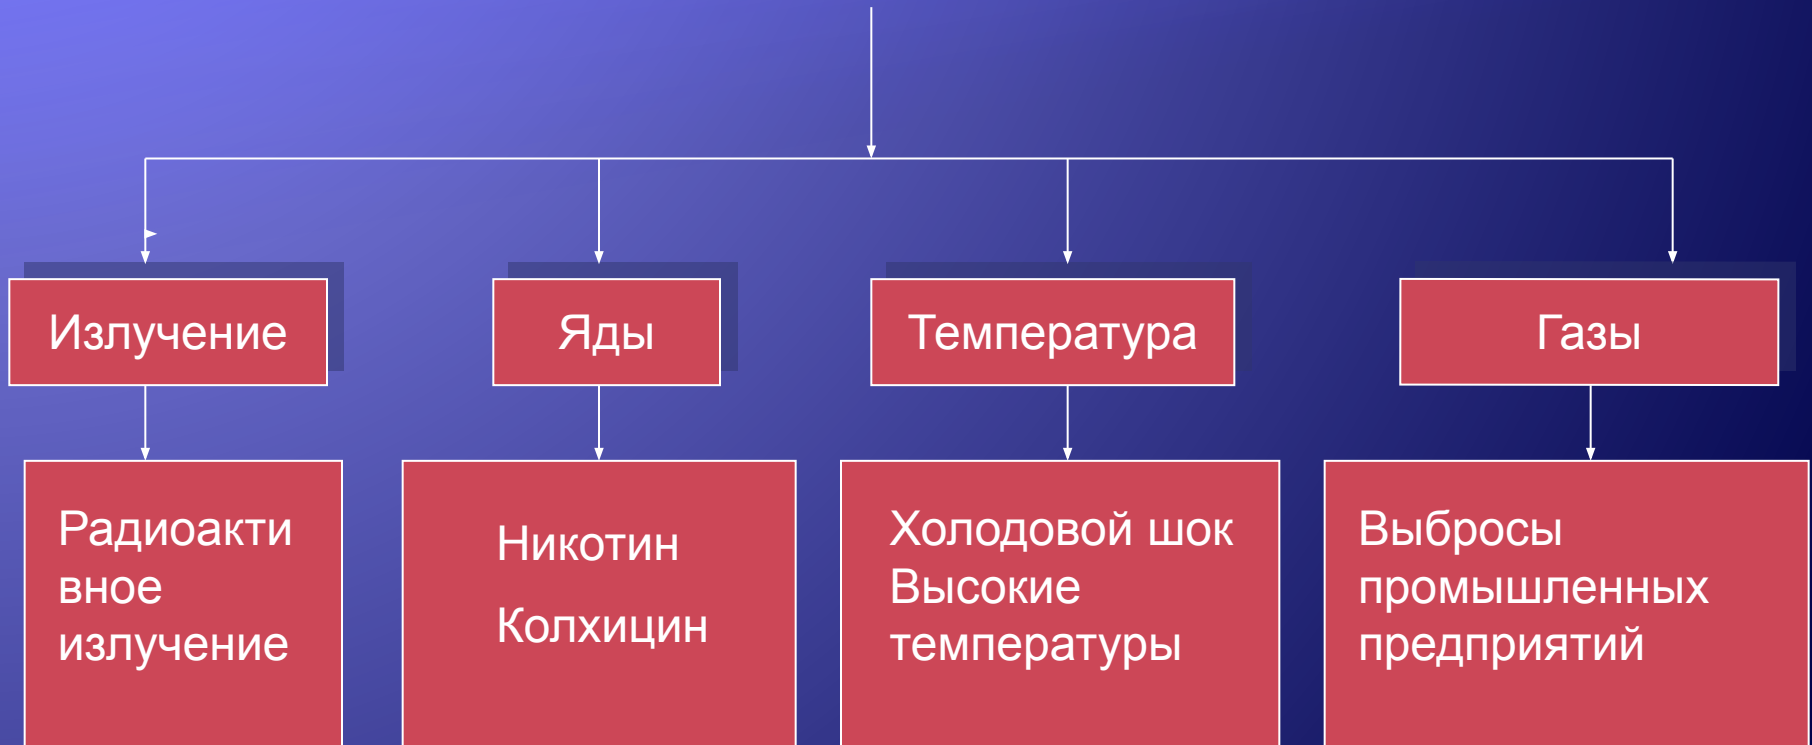 Излучение
Яды
Температура
Газы
Радиоакти
вное
излучение
Никотин
Колхицин
Холодовой шок
Высокие
температуры
Выбросы
промышленных
предприятий